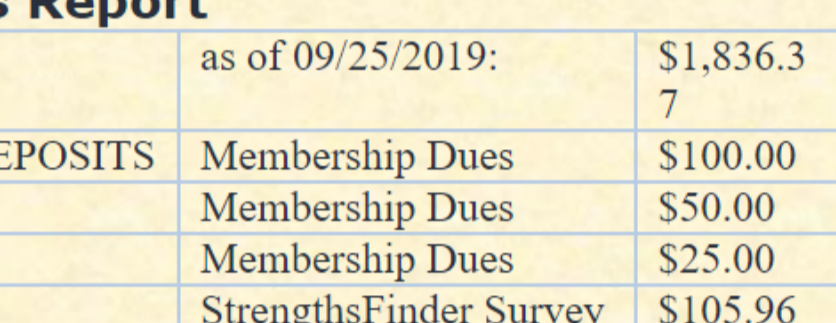 s Report
as of 09/25/2019: $1,836.3
7
EPOSITS Membership Dues $100.00
Membership Dues $50.00
Membership Dues $25.00
StrengthsFinder Survey $105.96